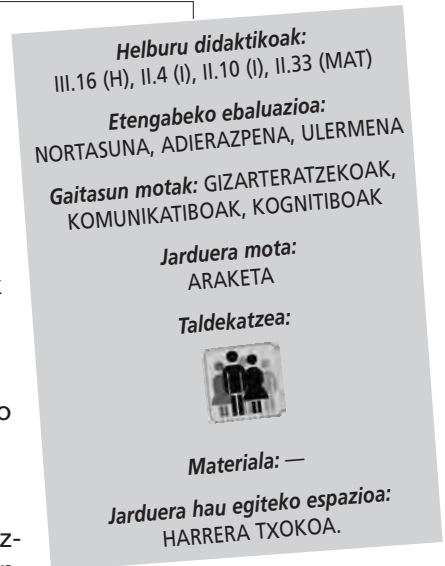 Helburu didaktikoak:
III.16 (H), II.4 (I), II.10 (I), II.33 (MAT)
Etengabeko ebaluazioa:
NORTASUNA, ADIERAZPENA, ULERMENA
Gaitasun motak: GIZARTERATZEKOAK,
KOMUNIKATIBOAK, KOGNITIBOAK
Jarduera mota:
ARAKETA
Taldekatzea:
Materiala: —
Jarduera hau egiteko espazioa:
HARRERA TXOKOA.